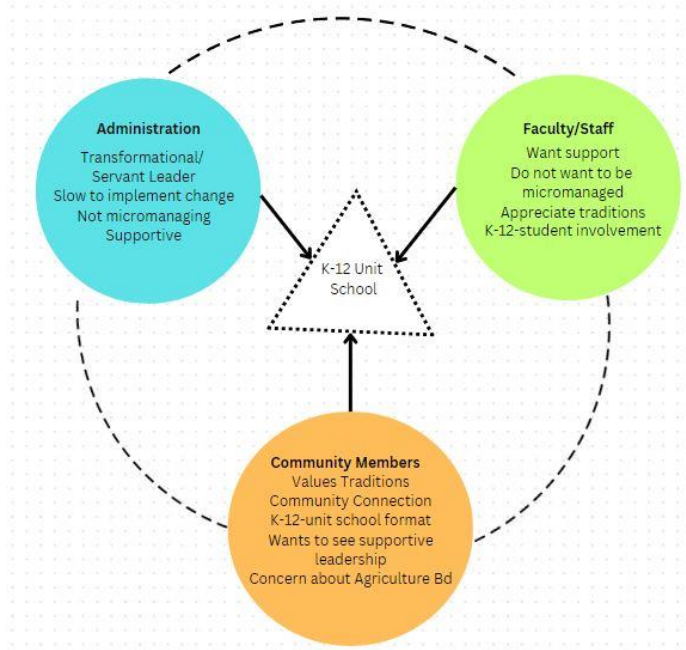 Administration
Transformational/
Servant Leader
Slow to implement change
Not micromanaging
Supportive
Faculty/Staff
Want support
Do not want to be
micromanaged
Appreciate traditions
K-12-student involvement
K-12 Unit
School
Community Members
Values Traditions
Community Connection
K-12-unit school format
Wants to see supportive
leadership
Concern about Agriculture Bd